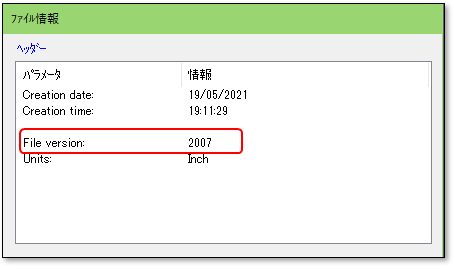 ファイル情報
ヘッダー
パラメータ 情報
Creation date: 19/05/2021
Creation time: 19:11:29
File version: 2007
Units: Inch